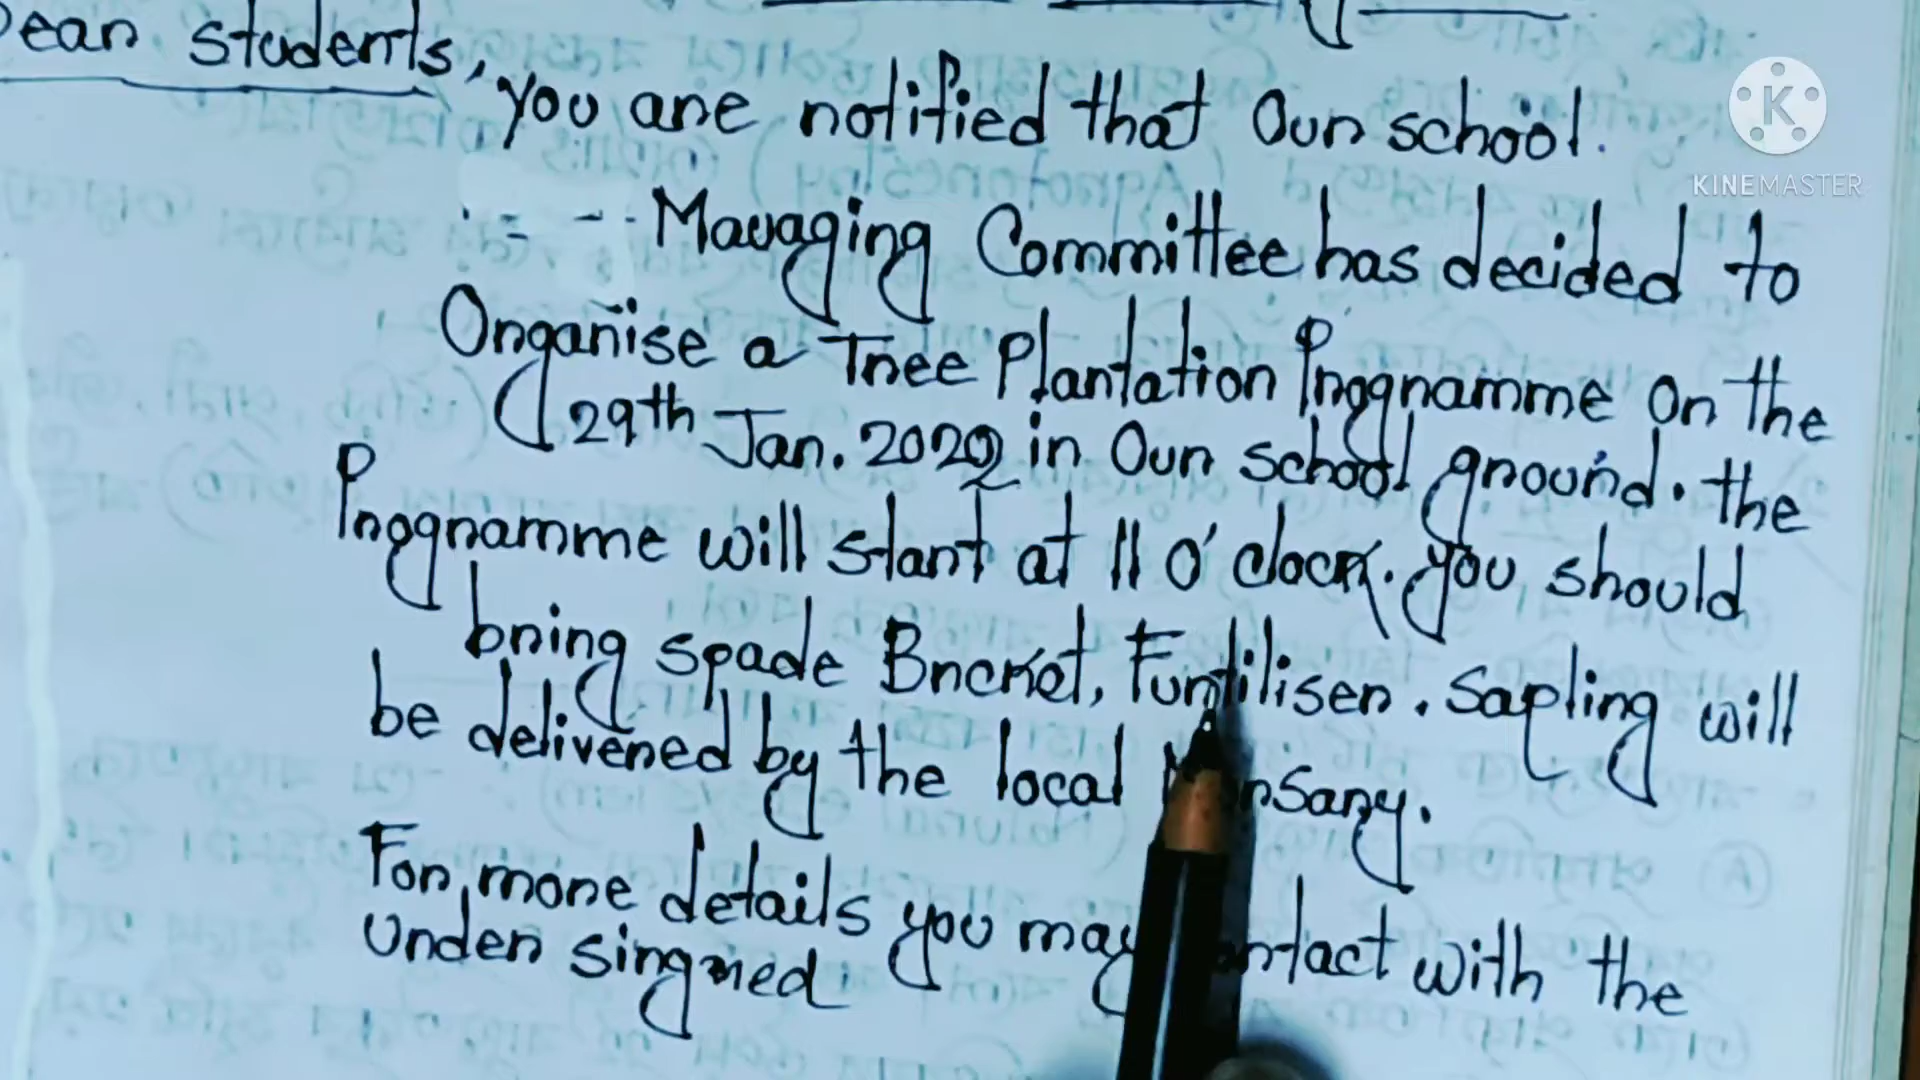 Dear students,
you are notified that Our school.
Managing Committee has decided to
Organise a Tree Plantation Programme On the
29th Jan. 2022 in Our school ground. the
Programme will start at 11 O' clock. you should
bring spade Bucket, Furtiliser. Sapling will
be delivered by the local
For more details you may contact with the
Under singned
KINEMASTER